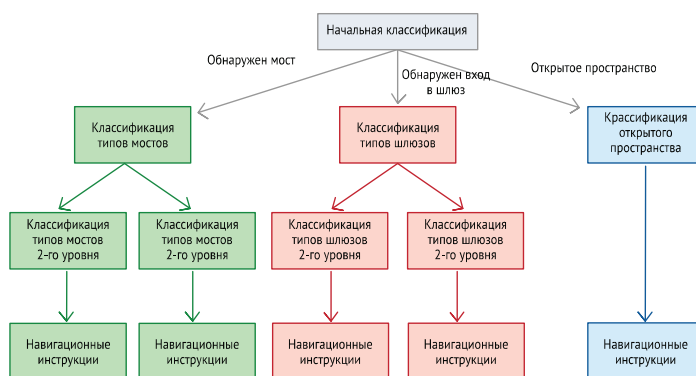 Начальная классификация
Обнаружен мост
Обнаружен вход
в шлюз
Открытое пространство
Классификация
типов мостов
Классификация
типов шлюзов
Крассификация
открытого
пространства
Классификация
типов мостов
2-го уровня
Классификация
типов мостов
2-го уровня
Классификация
типов шлюзов
2-го уровня
Классификация
типов шлюзов
2-го уровня
Навигационные
инструкции
Навигационные
инструкции
Навигационные
инструкции
Навигационные
инструкции
Навигационные
инструкции